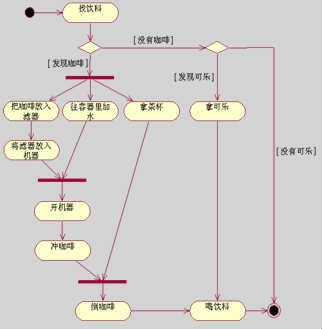 找饮料
[没有咖啡]
[发现咖啡]
[发现可乐]
把咖啡放入
滤器
往容器里加
水
拿茶杯
拿可乐
将滤器放入
机器
[没有可乐]
开机器
冲咖啡
倒咖啡
喝饮料